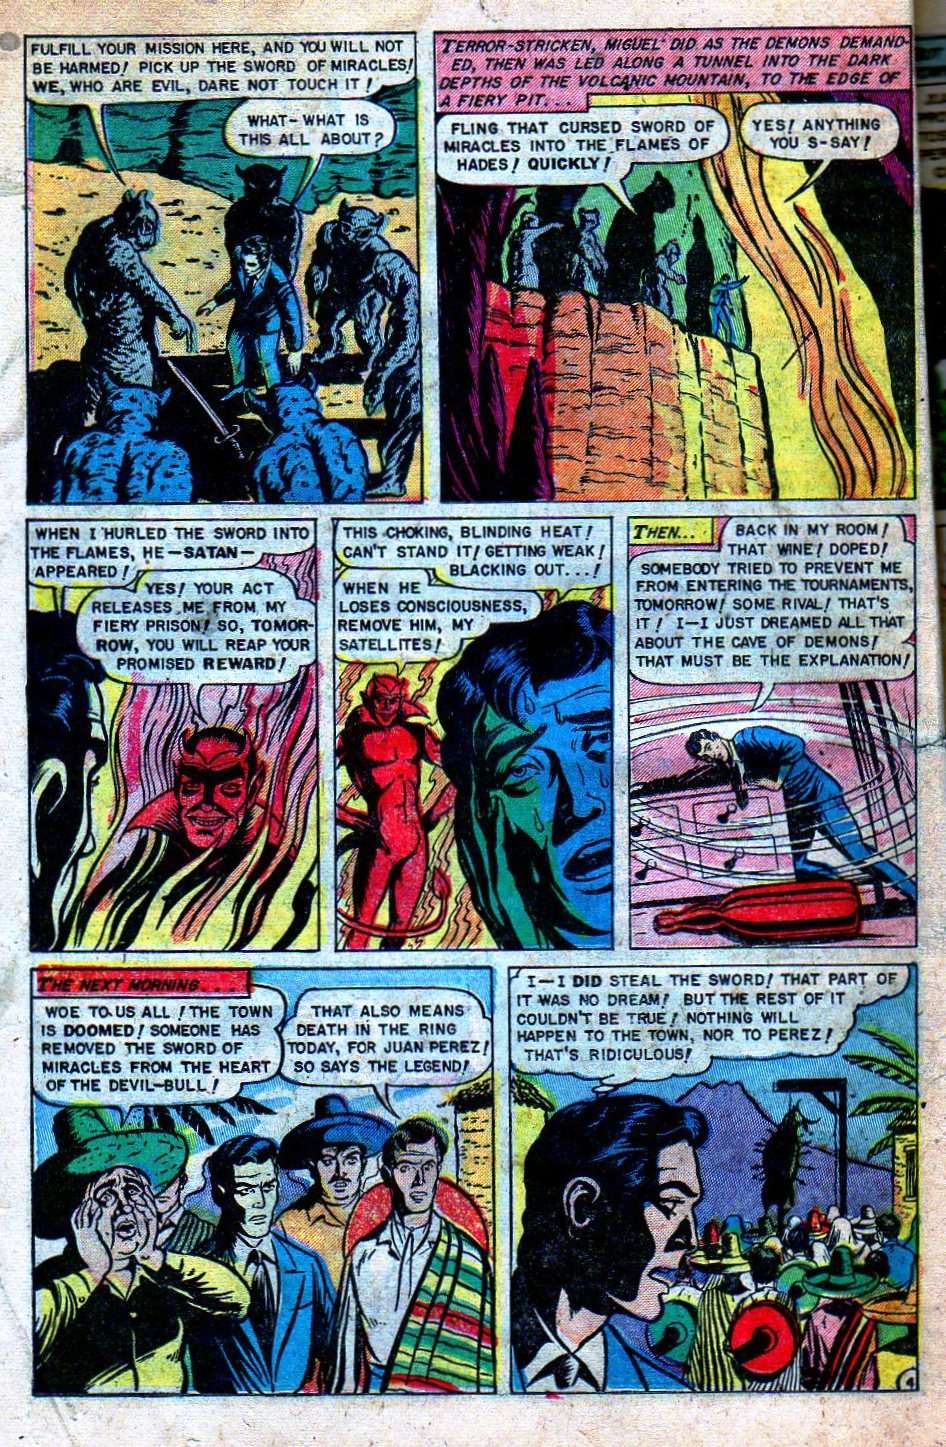 FULFILL YOUR MISSION HERE, AND YOU WILL NOT
BE HARMED! PICK UP THE SWORD OF MIRACLES!
WE, WHO ARE EVIL, DARE NOT TOUCH IT!
WHAT-WHAT IS
THIS ALL ABOUT?
TERROR-STRICKEN, MIGUEL DID AS THE DEMONS DEMAND-
ED, THEN WAS LED ALONG A TUNNEL INTO THE DARK
DEPTHS OF THE VOLCANIC MOUNTAIN, TO THE EDGE OF
A FIERY PIT...
FLING THAT CURSED SWORD OF
MIRACLES INTO THE FLAMES OF
HADES! QUICKLY!
YES! ANYTHING
YOU S-SAY!
WHEN I HURLED THE SWORD INTO
THE FLAMES, HE—SATAN—
APPEARED!
YES! YOUR ACT
RELEASES ME FROM MY
FIERY PRISON! SO, TOMOR-
ROW, YOU WILL REAP YOUR
PROMISED REWARD!
THIS CHOKING, BLINDING HEAT!
CAN'T STAND IT! GETTING WEAK!
BLACKING OUT...!
WHEN HE
LOSES CONSCIOUSNESS,
REMOVE HIM, MY
SATELLITES!
THEN...
BACK IN MY ROOM!
THAT WINE! DOPED!
SOMEBODY TRIED TO PREVENT ME
FROM ENTERING THE TOURNAMENTS,
TOMORROW! SOME RIVAL! THAT'S
IT! I—I JUST DREAMED ALL THAT
ABOUT THE CAVE OF DEMONS!
THAT MUST BE THE EXPLANATION!
THE NEXT MORNING....
WOE TO US ALL! THE TOWN
IS DOOMED! SOMEONE HAS
REMOVED THE SWORD OF
MIRACLES FROM THE HEART
OF THE DEVIL-BULL!
THAT ALSO MEANS
DEATH IN THE RING
TODAY, FOR JUAN PEREZ!
SO SAYS THE LEGEND!
I—I DID STEAL THE SWORD! THAT PART OF
IT WAS NO DREAM! BUT THE REST OF IT
COULDN'T BE TRUE! NOTHING WILL
HAPPEN TO THE TOWN, NOR TO PEREZ!
THAT'S RIDICULOUS!
4